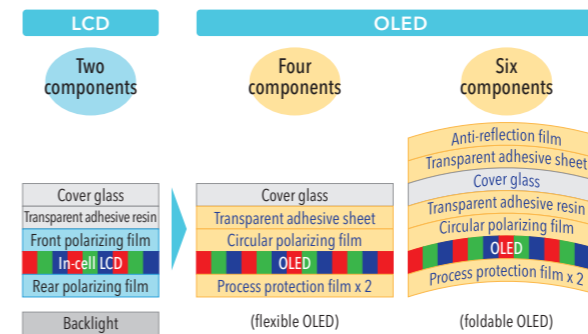 LCD
OLED
Two
components
Four
components
Six
components
Cover glass
Transparent adhesive resin
Front polarizing film
In-cell LCD
Rear polarizing film
Backlight
Cover glass
Transparent adhesive sheet
Circular polarizing film
OLED
Process protection film x 2
(flexible OLED)
Anti-reflection film
Transparent adhesive sheet
Cover glass
Transparent adhesive resin
Circular polarizing film
OLED
Process protection film x 2
(foldable OLED)